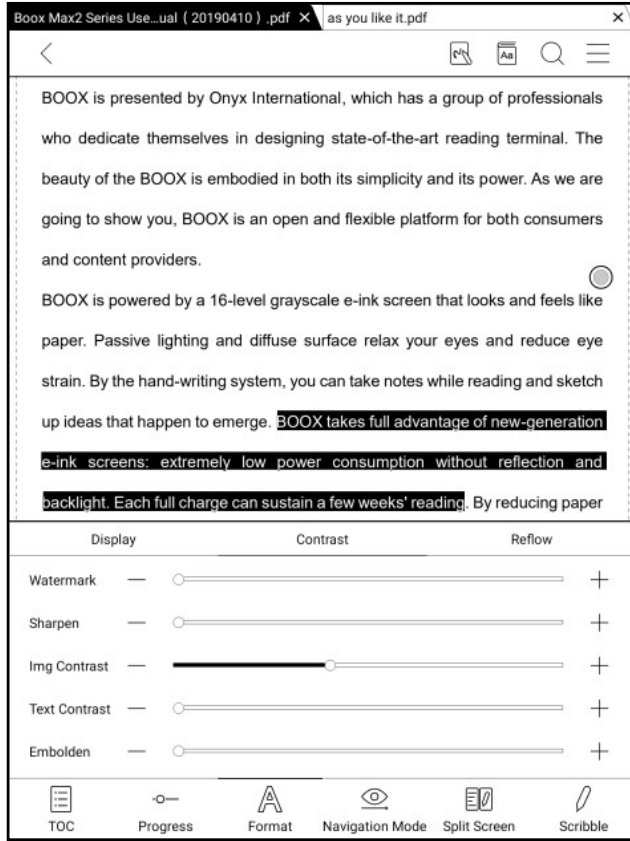 Boox Max2 Series Use...ual ( 20190410 ) .pdf × as you like it.pdf ×
Aa
BOOX is presented by Onyx International, which has a group of professionals
who dedicate themselves in designing state-of-the-art reading terminal. The
beauty of the BOOX is embodied in both its simplicity and its power. As we are
going to show you, BOOX is an open and flexible platform for both consumers
and content providers.
BOOX is powered by a 16-level grayscale e-ink screen that looks and feels like
paper. Passive lighting and diffuse surface relax your eyes and reduce eye
strain. By the hand-writing system, you can take notes while reading and sketch
up ideas that happen to emerge. BOOX takes full advantage of new-generation
e-ink screens: extremely low power consumption without reflection and
backlight. Each full charge can sustain a few weeks' reading. By reducing paper
Display Contrast Reflow
Watermark
Sharpen
Img Contrast
Text Contrast
Embolden
TOC Progress Format Navigation Mode Split Screen Scribble